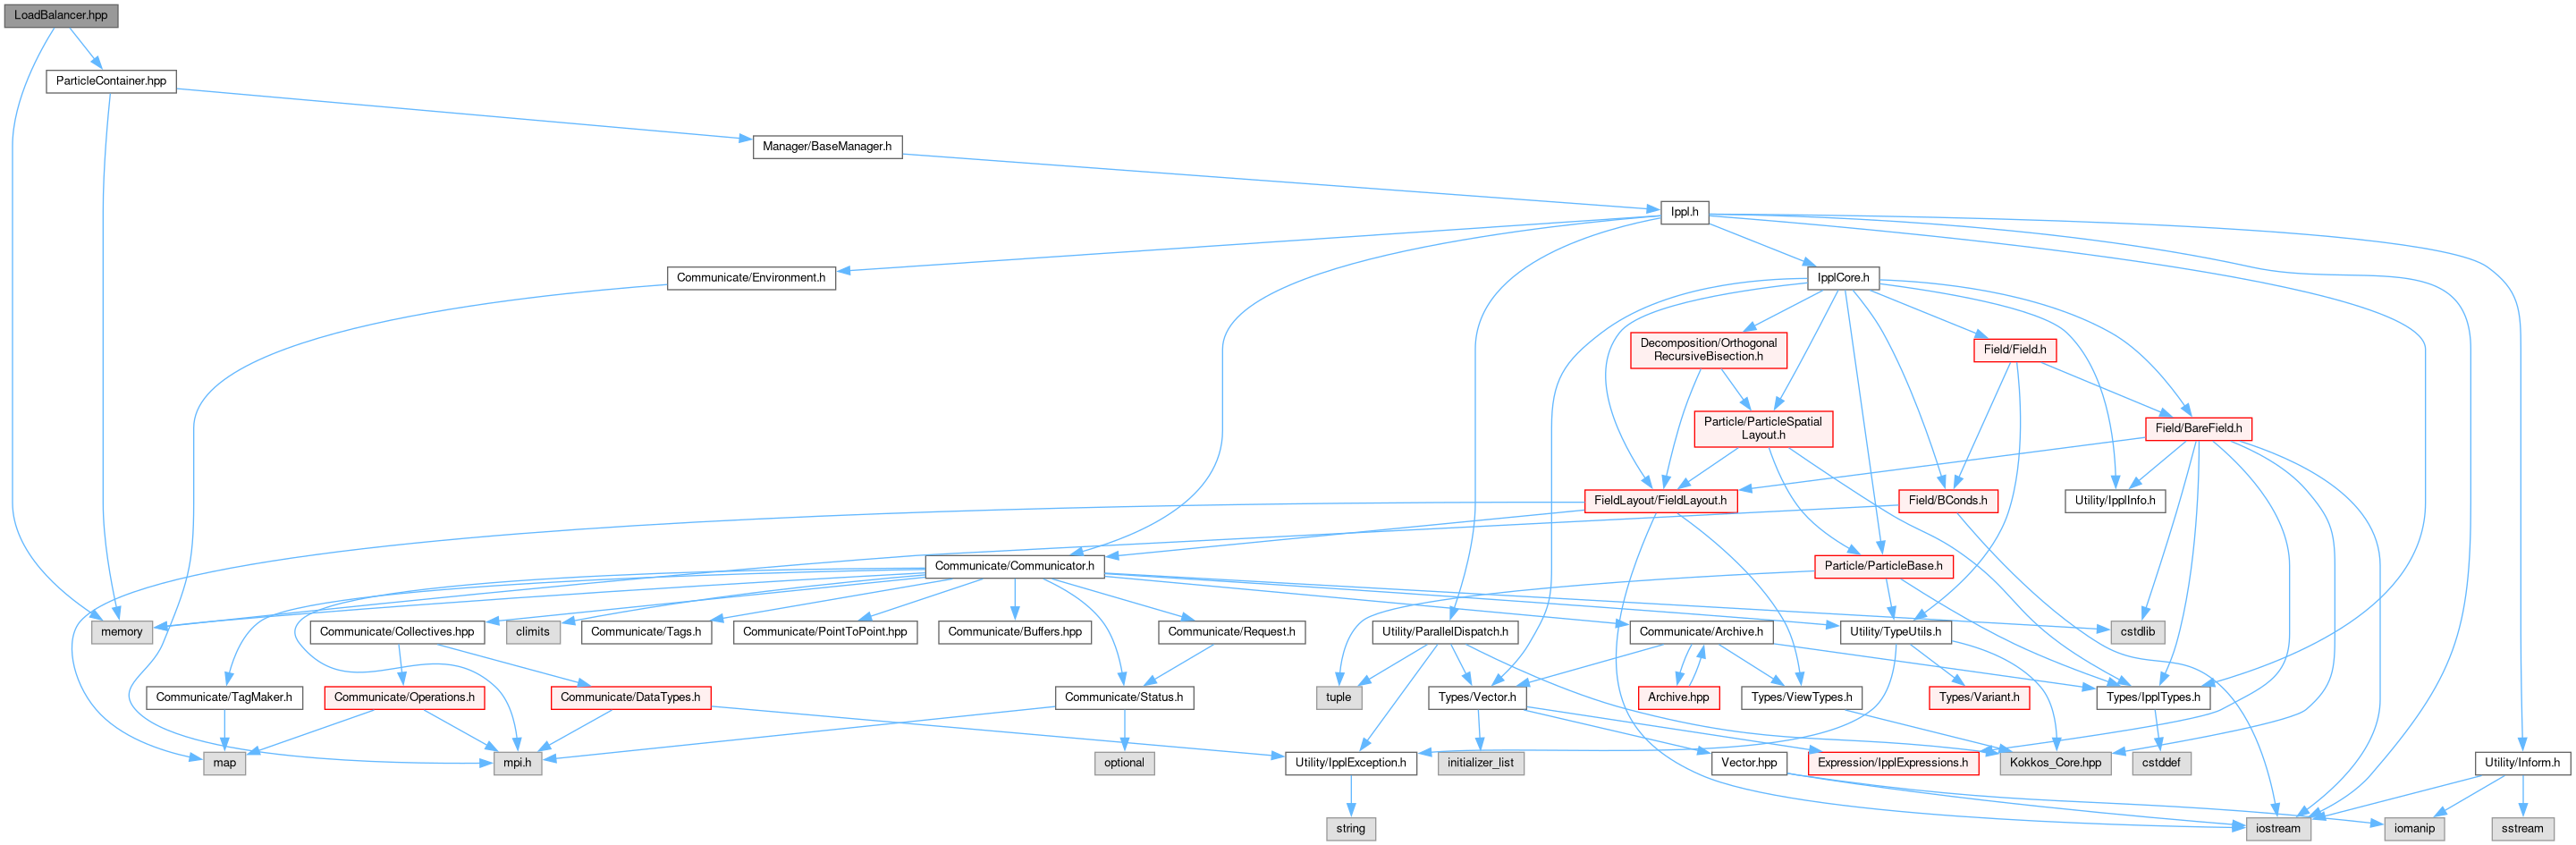 LoadBalancer.hpp
ParticleContainer.hpp
Manager/BaseManager.h
Ippl.h
Communicate/Environment.h
IpplCore.h
Decomposition/Orthogonal
RecursiveBisection.h
Field/Field.h
Particle/ParticleSpatial
Layout.h
Field/BareField.h
FieldLayout/FieldLayout.h
Field/BConds.h
Utility/IpplInfo.h
Communicate/Communicator.h
Particle/ParticleBase.h
memory
Communicate/Collectives.hpp
climits
Communicate/Tags.h
Communicate/PointToPoint.hpp
Communicate/Buffers.hpp
Communicate/Request.h
Utility/ParallelDispatch.h
Communicate/Archive.h
Utility/TypeUtils.h
cstdlib
Communicate/TagMaker.h
Communicate/Operations.h
Communicate/DataTypes.h
Communicate/Status.h
tuple
Types/Vector.h
Archive.hpp
Types/ViewTypes.h
Types/Variant.h
Types/IpplTypes.h
map
mpi.h
optional
Utility/IpplException.h
initializer_list
Vector.hpp
Expression/IpplExpressions.h
Kokkos_Core.hpp
cstddef
Utility/Inform.h
string
iostream
iomanip
sstream